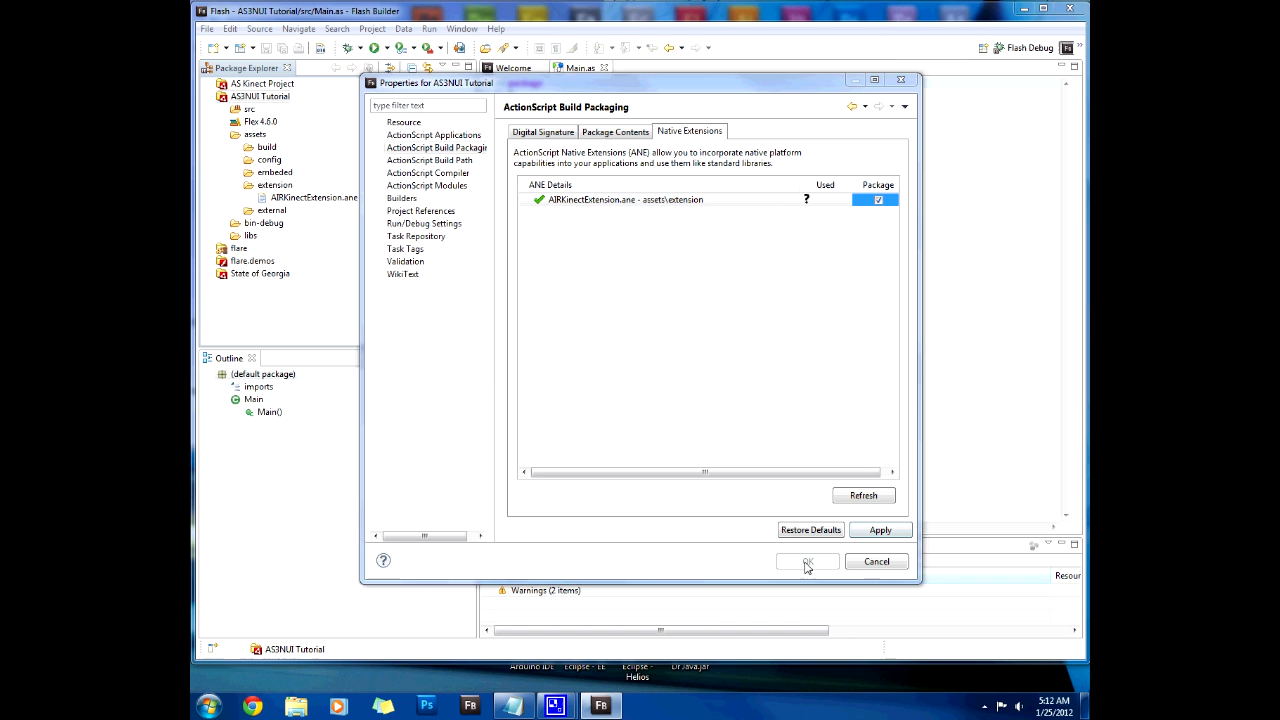 Flash - AS3NUI Tutorial/src/Main.as - Flash Builder
File Edit Source Navigate Search Project Data Run Window Help
Flash Debug
Package Explorer
AS Kinect Project
AS3NUI Tutorial
src
Flex 4.6.0
assets
build
config
embeded
extension
AIRKinectExtension.ane
external
bin-debug
libs
flare
flare.demos
State of Georgia
Outline
(default package)
imports
Main
Main()
Welcome Main.as
Properties for AS3NUI Tutorial
type filter text
Resource
ActionScript Applications
ActionScript Build Packagir
ActionScript Build Path
ActionScript Compiler
ActionScript Modules
Builders
Project References
Run/Debug Settings
Task Repository
Task Tags
Validation
WikiText
ActionScript Build Packaging
Digital Signature Package Contents Native Extensions
ActionScript Native Extensions (ANE) allow you to incorporate native platform
capabilities into your applications and use them like standard libraries.
ANE Details Used Package
AIRKinectExtension.ane - assets\extension ?
Refresh
Restore Defaults Apply
OK Cancel
Resour
Warnings (2 items)
AS3NUI Tutorial
Arduino IDE Eclipse - EE Eclipse - DrJava.jar
Helios
5:12 AM
1/25/2012